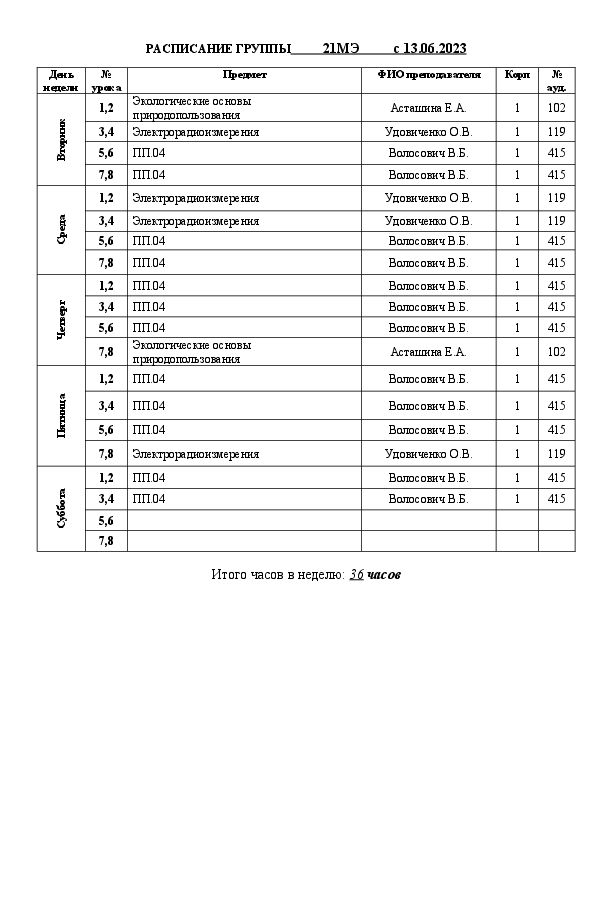 РАСПИСАНИЕ ГРУППЫ 21МЭ с 13.06.2023
День недели № урока Предмет ФИО преподавателя Корп № ауд.
Вторник
1,2 Экологические основы природопользования Асташина Е.А. 1 102
3,4 Электрорадиоизмерения Удовиченко О.В. 1 119
5,6 ПП.04 Волосович В.Б. 1 415
7,8 ПП.04 Волосович В.Б. 1 415
Среда
1,2 Электрорадиоизмерения Удовиченко О.В. 1 119
3,4 Электрорадиоизмерения Удовиченко О.В. 1 119
5,6 ПП.04 Волосович В.Б. 1 415
7,8 ПП.04 Волосович В.Б. 1 415
Четверг
1,2 ПП.04 Волосович В.Б. 1 415
3,4 ПП.04 Волосович В.Б. 1 415
5,6 ПП.04 Волосович В.Б. 1 415
7,8 Экологические основы природопользования Асташина Е.А. 1 102
Пятница
1,2 ПП.04 Волосович В.Б. 1 415
3,4 ПП.04 Волосович В.Б. 1 415
5,6 ПП.04 Волосович В.Б. 1 415
7,8 Электрорадиоизмерения Удовиченко О.В. 1 119
Суббота
1,2 ПП.04 Волосович В.Б. 1 415
3,4 ПП.04 Волосович В.Б. 1 415
5,6
7,8
Итого часов в неделю: 36 часов